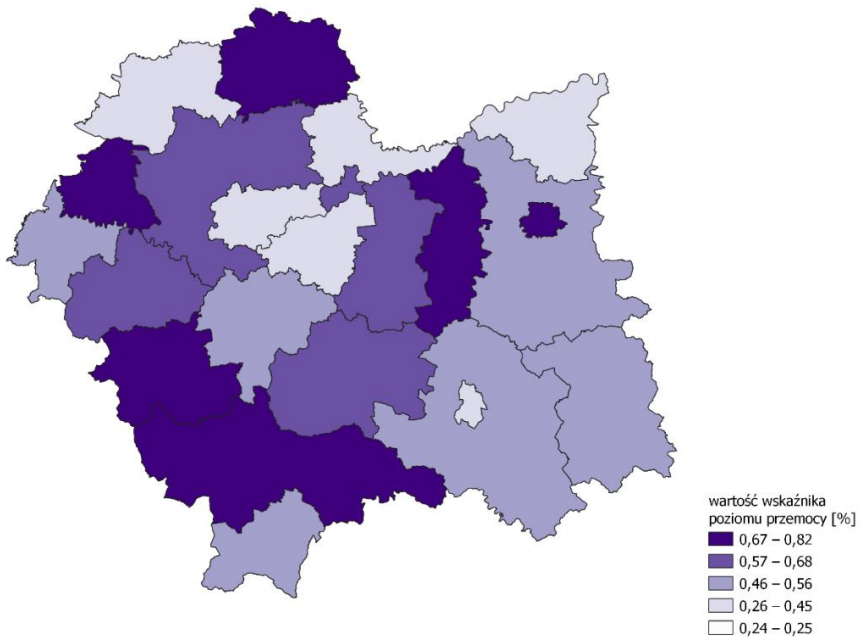 wartość wskaźnika
poziomu przemocy [%]
0,67 – 0,82
0,57 – 0,68
0,46 – 0,56
0,26 – 0,45
0,24 – 0,25